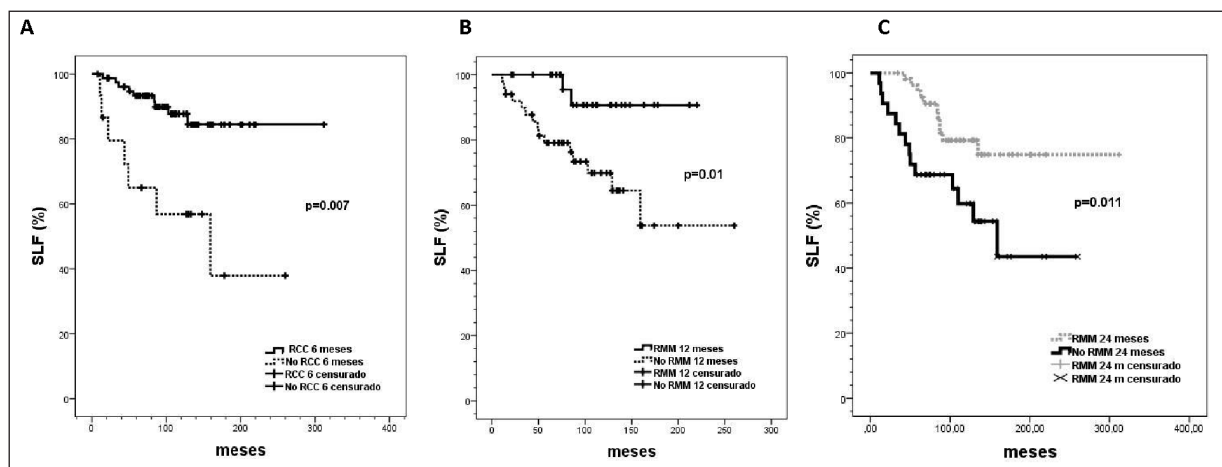 A
SLF (%)
100
80
60
40
20
0
p=0.007
RCC 6 meses
No RCC 6 meses
RCC 6 censurado
No RCC 6 censurado
0 100 200 300 400
meses
B
SLF (%)
100
80
60
40
20
0
p=0.01
RMM 12 meses
No RMM 12 meses
RMM 12 censurado
No RMM 12 censurado
0 50 100 150 200 250 300
meses
C
SLF (%)
100
80
60
40
20
0
p=0.011
RMM 24 meses
No RMM 24 meses
RMM 24 m censurado
RMM 24 m censurado
,00 100,00 200,00 300,00 400,00
meses